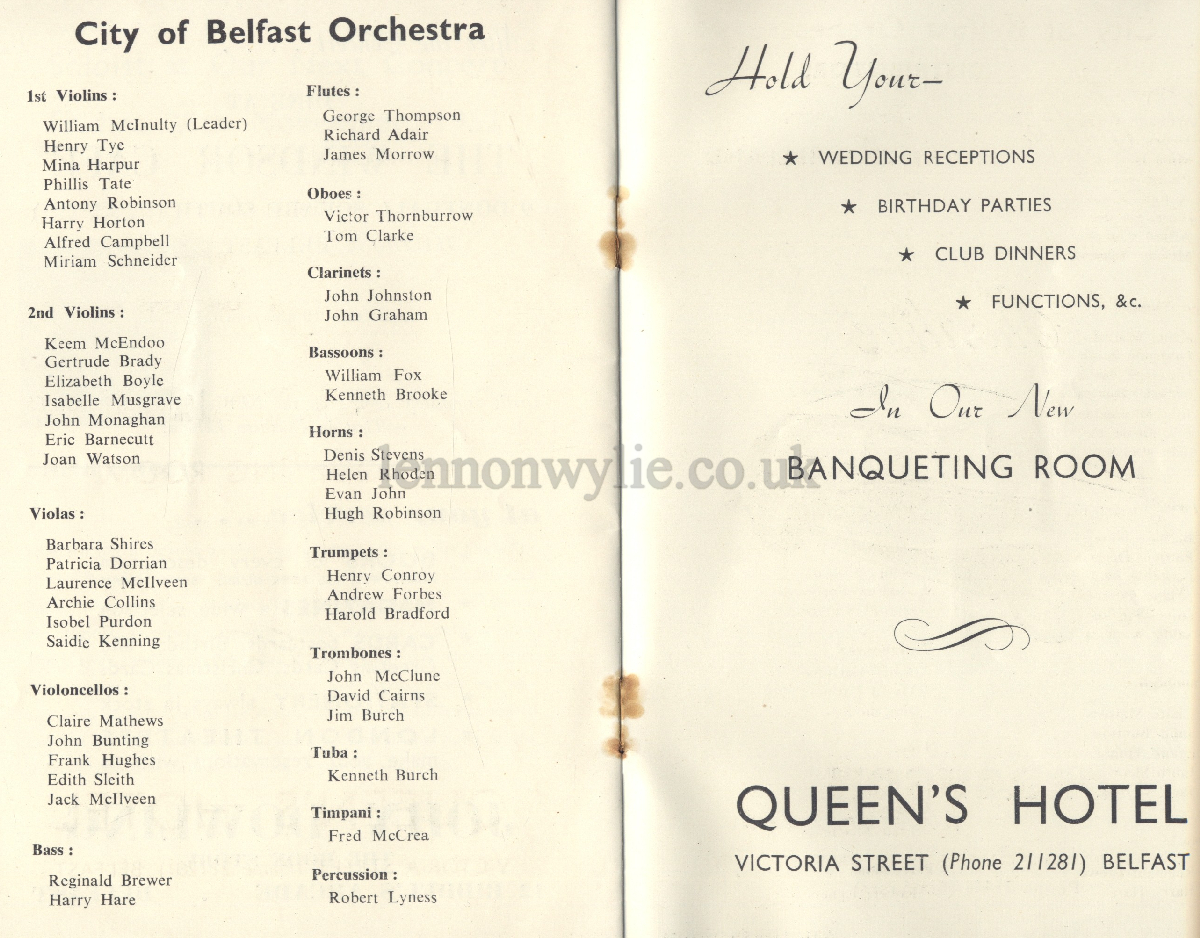 City of Belfast Orchestra
1st Violins :
William McInulty (Leader)
Henry Tye
Mina Harpur
Phillis Tate
Antony Robinson
Harry Horton
Alfred Campbell
Miriam Schneider
2nd Violins :
Keem McEndoo
Gertrude Brady
Elizabeth Boyle
Isabelle Musgrave
John Monaghan
Eric Barnecutt
Joan Watson
Violas :
Barbara Shires
Patricia Dorrian
Laurence McIlveen
Archie Collins
Isobel Purdon
Saidie Kenning
Violoncellos :
Claire Mathews
John Bunting
Frank Hughes
Edith Sleith
Jack McIlveen
Bass :
Reginald Brewer
Harry Hare
Flutes :
George Thompson
Richard Adair
James Morrow
Oboes :
Victor Thornburrow
Tom Clarke
Clarinets :
John Johnston
John Graham
Bassoons :
William Fox
Kenneth Brooke
Horns :
Denis Stevens
Helen Rhoden
Evan John
Hugh Robinson
Trumpets :
Henry Conroy
Andrew Forbes
Harold Bradford
Trombones :
John McClune
David Cairns
Jim Burch
Tuba :
Kenneth Burch
Timpani :
Fred McCrea
Percussion :
Robert Lyness
lennonwylie.co.uk
Hold Your—
★ WEDDING RECEPTIONS
★ BIRTHDAY PARTIES
★ CLUB DINNERS
★ FUNCTIONS, &c.
In Our New
BANQUETING ROOM
QUEEN'S HOTEL
VICTORIA STREET (Phone 211281) BELFAST